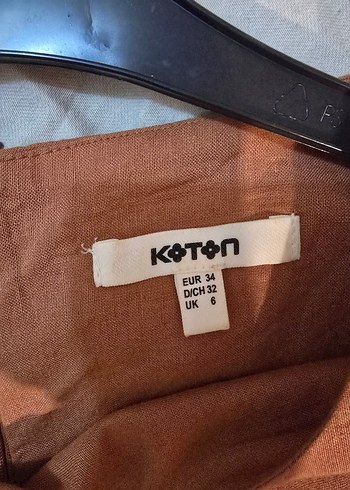 KOTON
EUR 34
D/CH 32
UK 6